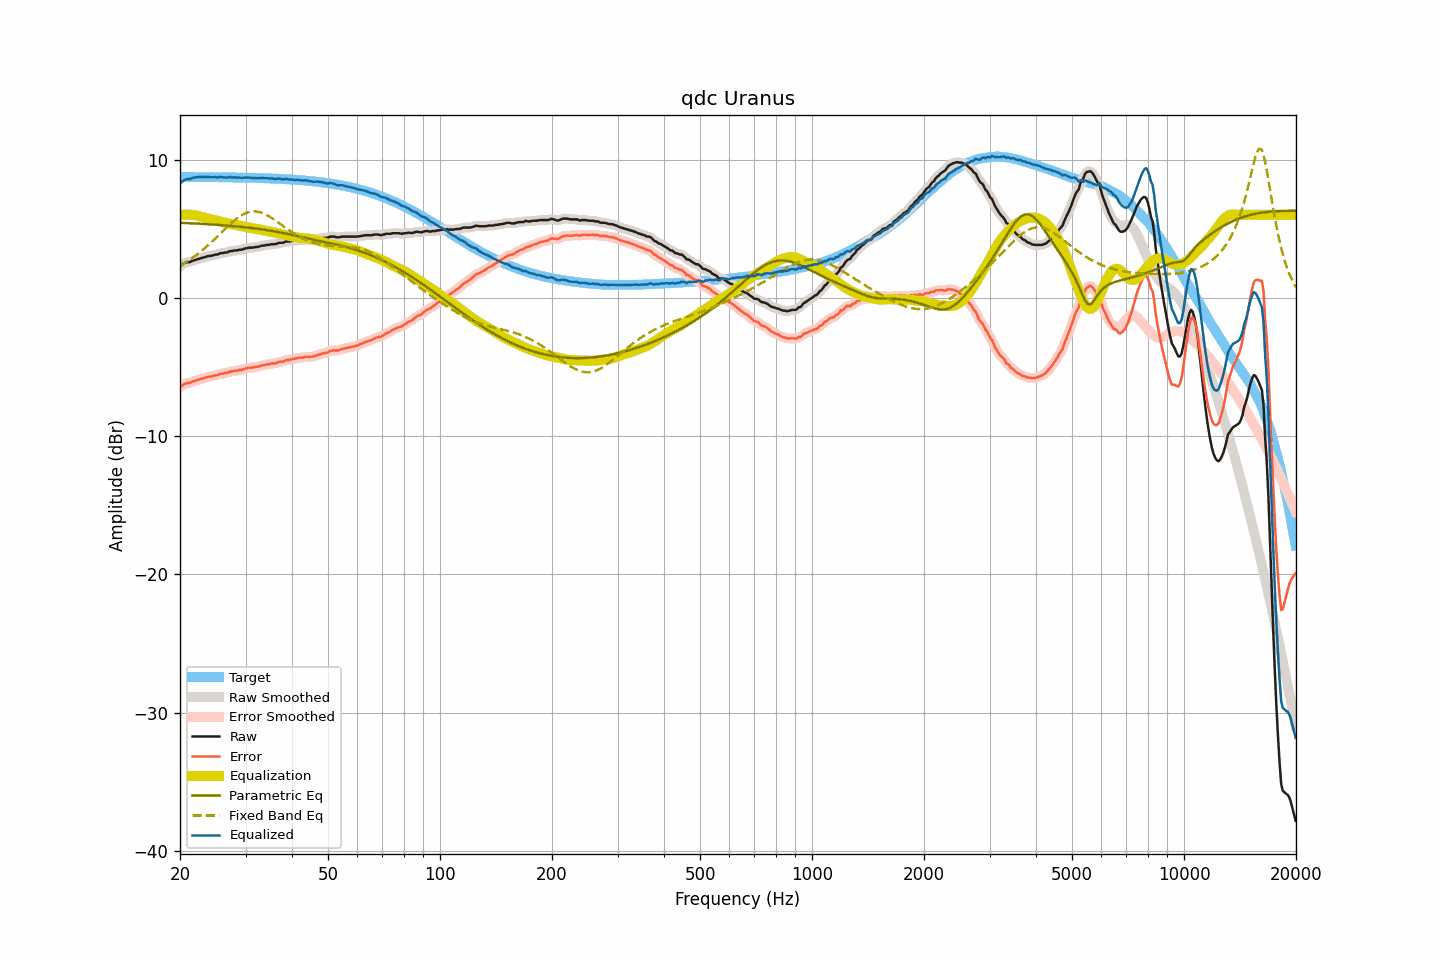 qdc Uranus
10
0
−10
−20
−30
−40
Amplitude (dBr)
Target
Raw Smoothed
Error Smoothed
Raw
Error
Equalization
Parametric Eq
Fixed Band Eq
Equalized
20 50 100 200 500 1000 2000 5000 10000 20000
Frequency (Hz)